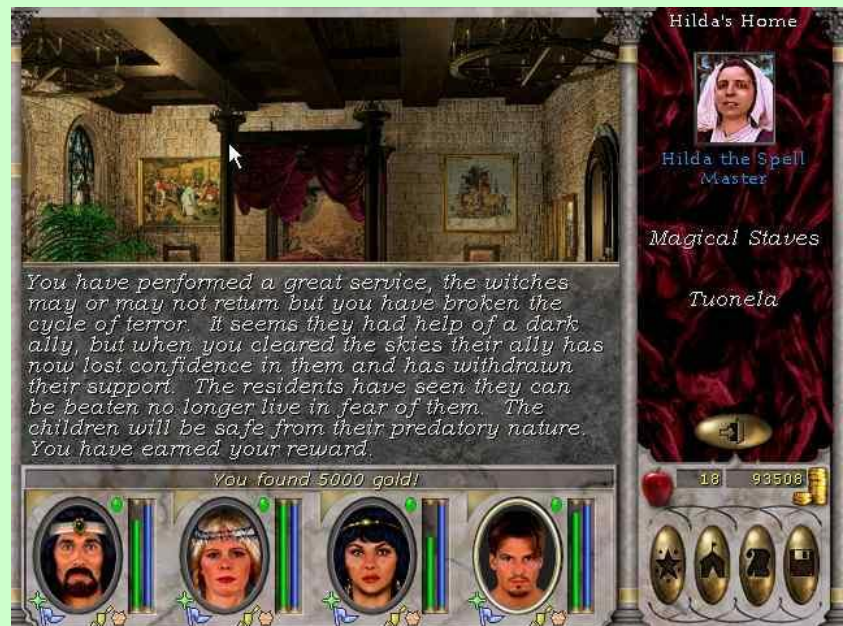 Hilda's Home
Hilda the Spell
Master
Magical Staves
Tuonela
You have performed a great service, the witches
may or may not return but you have broken the
cycle of terror.  It seems they had help of a dark
ally, but when you cleared the skies their ally has
now lost confidence in them and has withdrawn
their support.  The residents have seen they can
be beaten no longer live in fear of them.  The
children will be safe from their predatory nature.
You have earned your reward.
You found 5000 gold!
18 93508